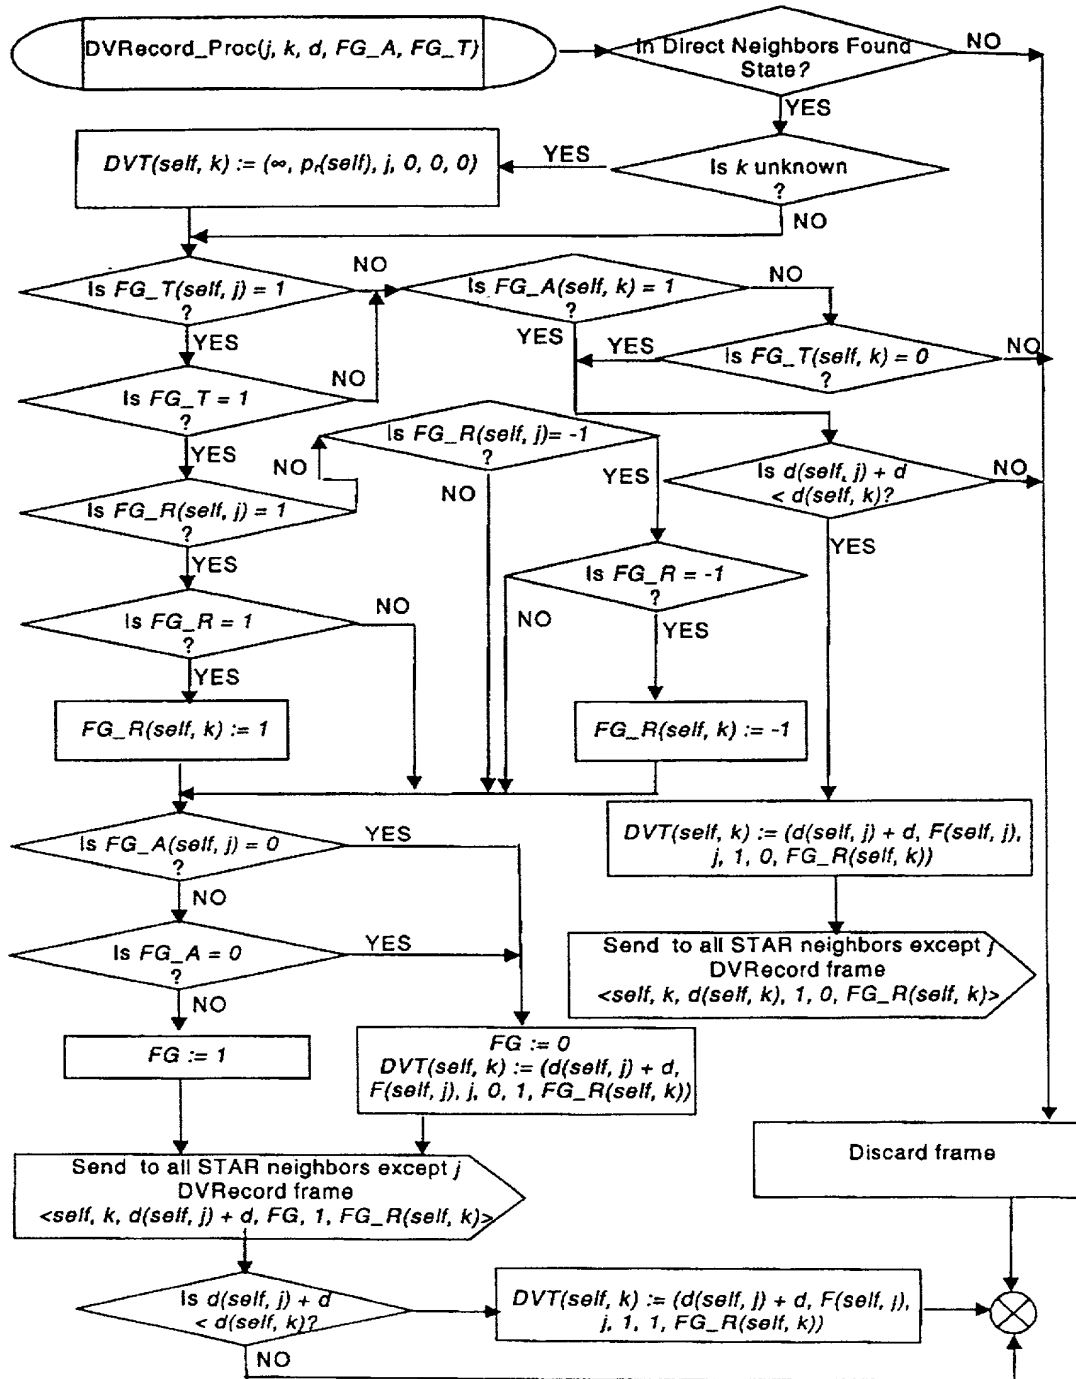 DVRecord_Proc(j, k, d, FG_A, FG_T)
In Direct Neighbors Found
State?
NO
YES
DVT(self, k) := (∞, pᵣ(self), j, 0, 0, 0)
YES
Is k unknown
?
NO
Is FG_T(self, j) = 1
?
NO
Is FG_A(self, k) = 1
?
NO
YES
YES
YES
Is FG_T(self, k) = 0
?
NO
Is FG_T = 1
?
NO
Is FG_R(self, j)= -1
?
YES
NO
NO
YES
Is d(self, j) + d
< d(self, k)?
NO
Is FG_R(self, j) = 1
?
YES
YES
Is FG_R = -1
?
NO
YES
Is FG_R = 1
?
NO
YES
FG_R(self, k) := 1
FG_R(self, k) := -1
Is FG_A(self, j) = 0
?
YES
NO
DVT(self, k) := (d(self, j) + d, F(self, j),
j, 1, 0, FG_R(self, k))
Is FG_A = 0
?
YES
NO
Send to all STAR neighbors except j
DVRecord frame
<self, k, d(self, k), 1, 0, FG_R(self, k)>
FG := 1
FG := 0
DVT(self, k) := (d(self, j) + d,
F(self, j), j, 0, 1, FG_R(self, k))
Send to all STAR neighbors except j
DVRecord frame
<self, k, d(self, j) + d, FG, 1, FG_R(self, k)>
Discard frame
Is d(self, j) + d
< d(self, k)?
NO
DVT(self, k) := (d(self, j) + d, F(self, j),
j, 1, 1, FG_R(self, k))